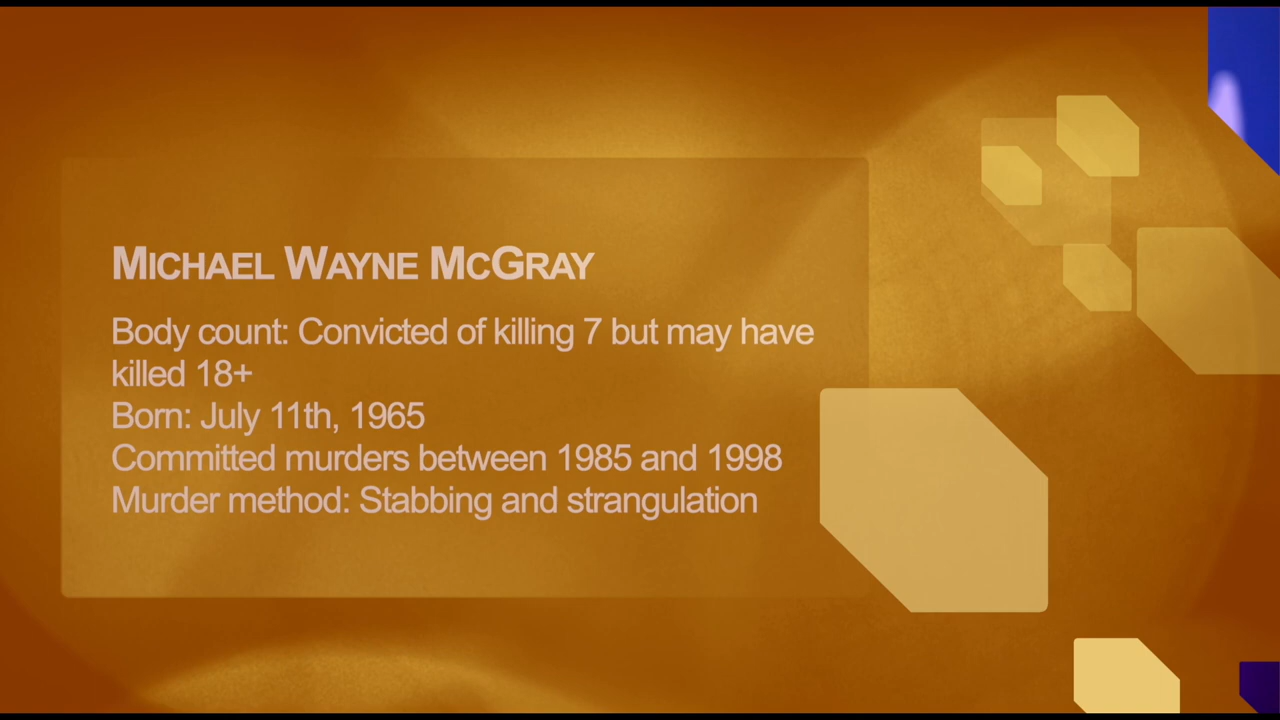 MICHAEL WAYNE MCGRAY
Body count: Convicted of killing 7 but may have
killed 18+
Born: July 11th, 1965
Committed murders between 1985 and 1998
Murder method: Stabbing and strangulation